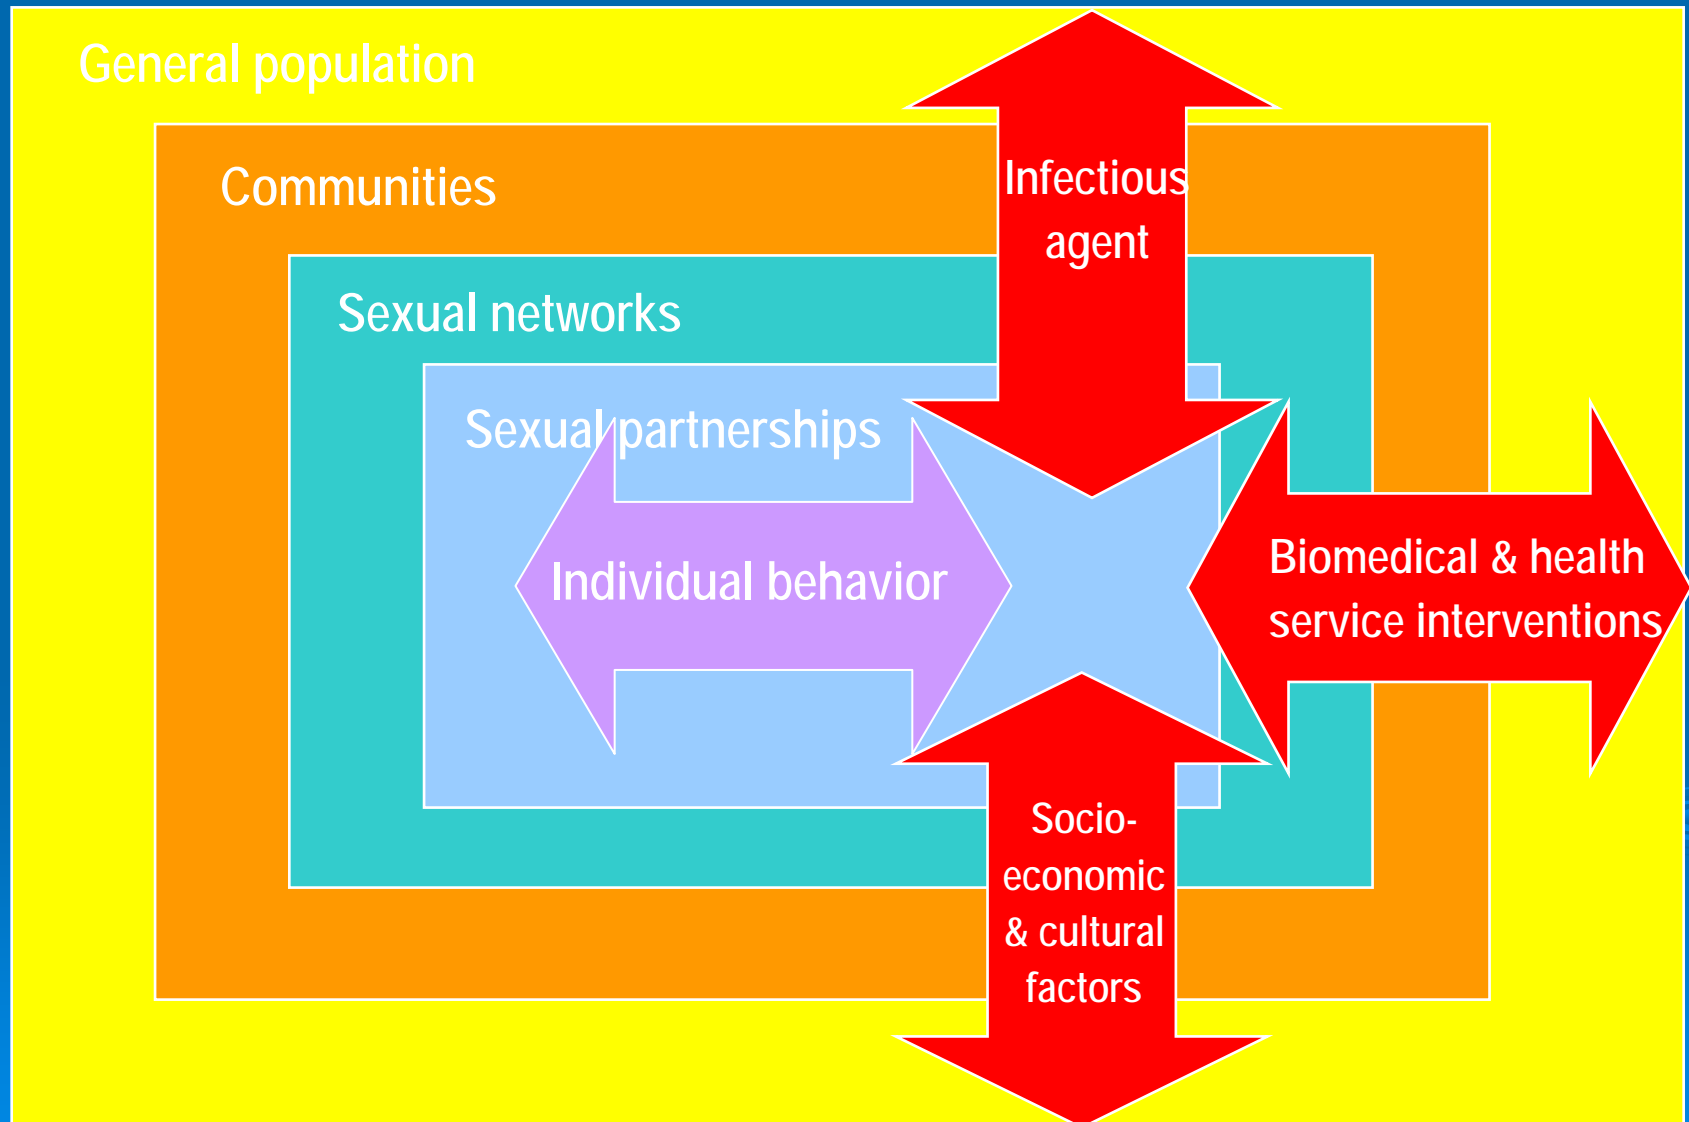 General population
Communities
Infectious
agent
Sexual networks
Sexual partnerships
Individual behavior
Biomedical & health
service interventions
Socio-
economic
& cultural
factors